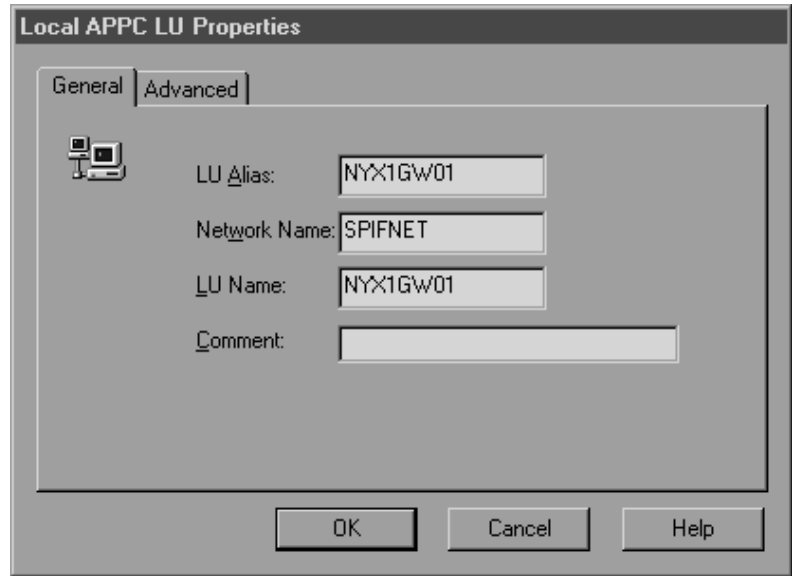 Local APPC LU Properties
General Advanced
LU Alias: NYX1GW01
Network Name: SPIFNET
LU Name: NYX1GW01
Comment:
OK Cancel Help